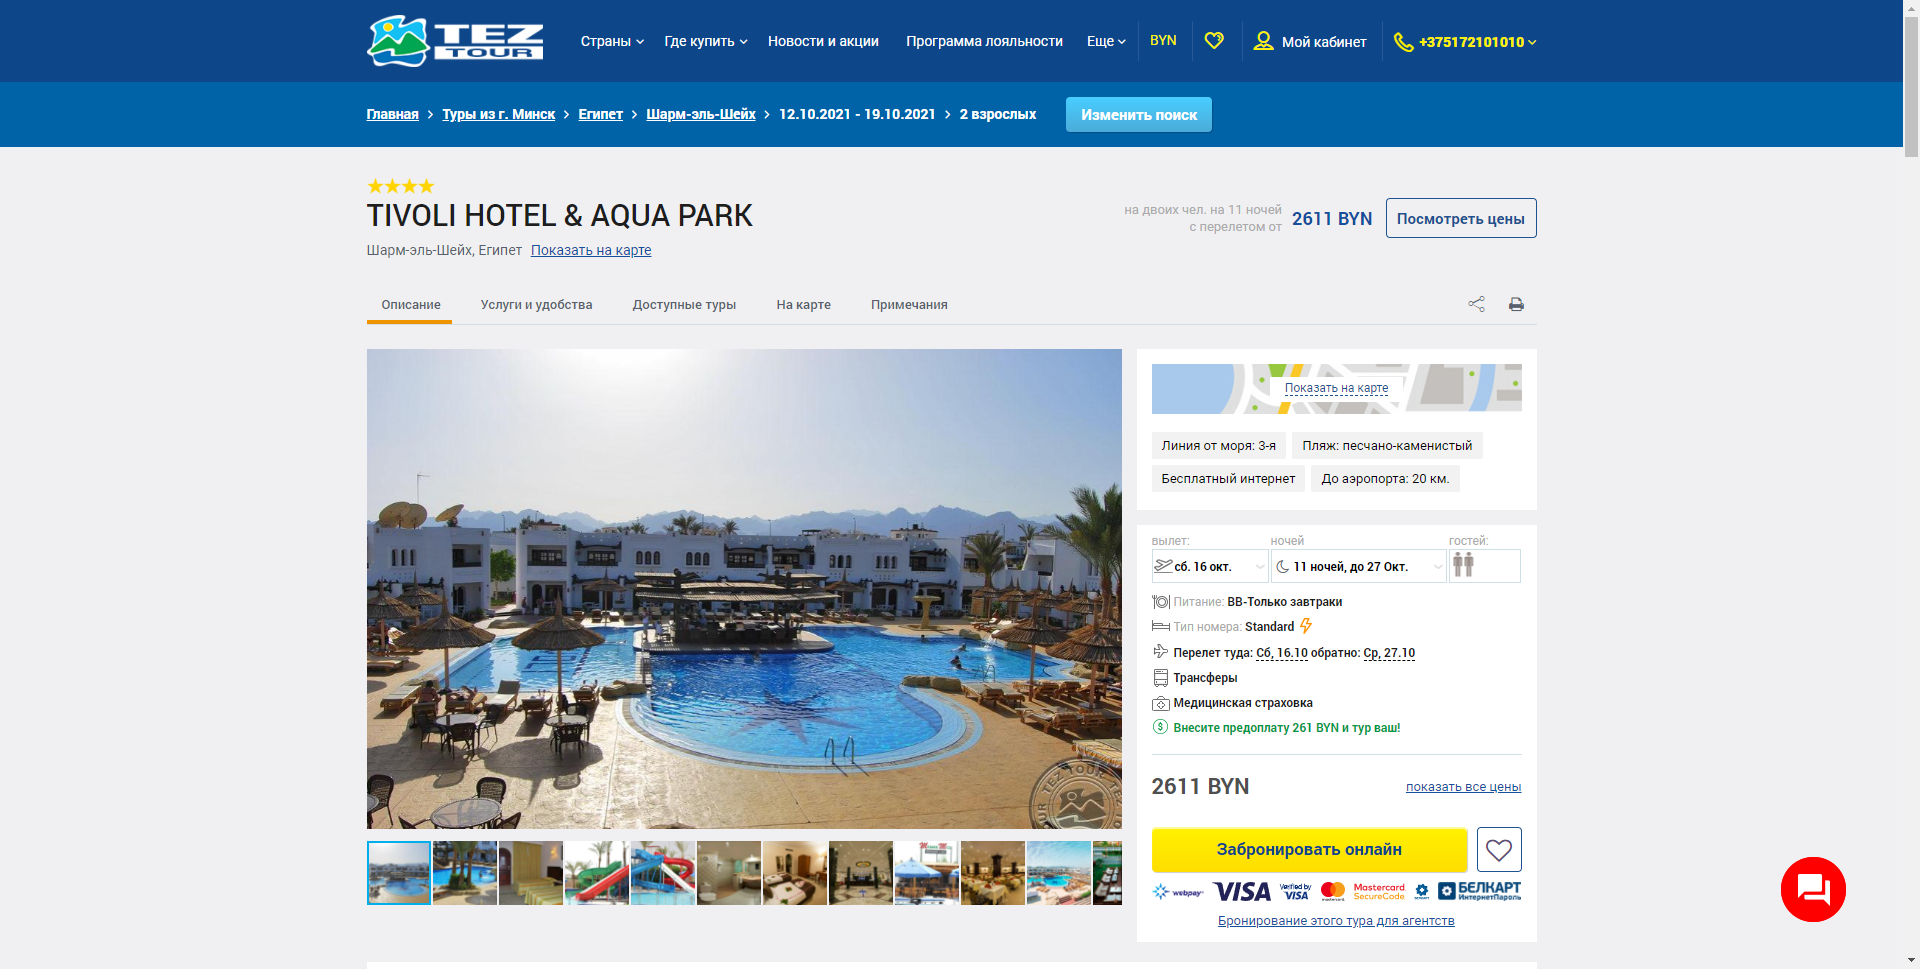 TEZ TOUR
Страны
Где купить
Новости и акции
Программа лояльности
Еще
BYN
Мой кабинет
+375172101010
Главная > Туры из г. Минск > Египет > Шарм-эль-Шейх > 12.10.2021 - 19.10.2021 > 2 взрослых
Изменить поиск
TIVOLI HOTEL & AQUA PARK
Шарм-эль-Шейх, Египет Показать на карте
на двоих чел. на 11 ночей
с перелетом от
2611 BYN
Посмотреть цены
Описание
Услуги и удобства
Доступные туры
На карте
Примечания
TEZ TOUR
Показать на карте
Линия от моря: 3-я
Пляж: песчано-каменистый
Бесплатный интернет
До аэропорта: 20 км.
вылет:
ночей
гостей:
сб. 16 окт.
11 ночей, до 27 Окт.
Питание: BB-Только завтраки
Тип номера: Standard
Перелет туда: Сб, 16.10 обратно: Ср, 27.10
Трансферы
Медицинская страховка
Внесите предоплату 261 BYN и тур ваш!
2611 BYN
показать все цены
Забронировать онлайн
webpay
VISA
Verified by VISA
mastercard
Mastercard SecureCode
БЕЛКАРТ ИнтернетПароль
Бронирование этого тура для агентств